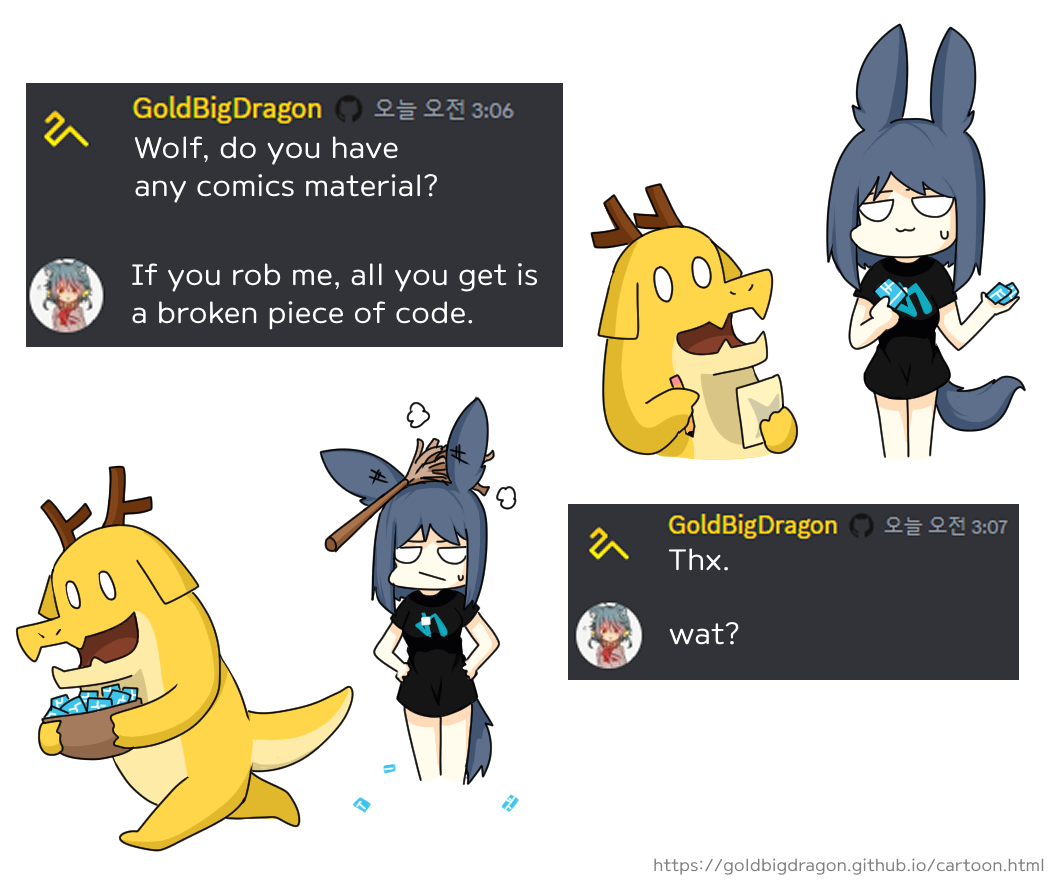 GoldBigDragon 오늘 오전 3:06
Wolf, do you have
any comics material?
If you rob me, all you get is
a broken piece of code.
GoldBigDragon 오늘 오전 3:07
Thx.
wat?
https://goldbigdragon.github.io/cartoon.html